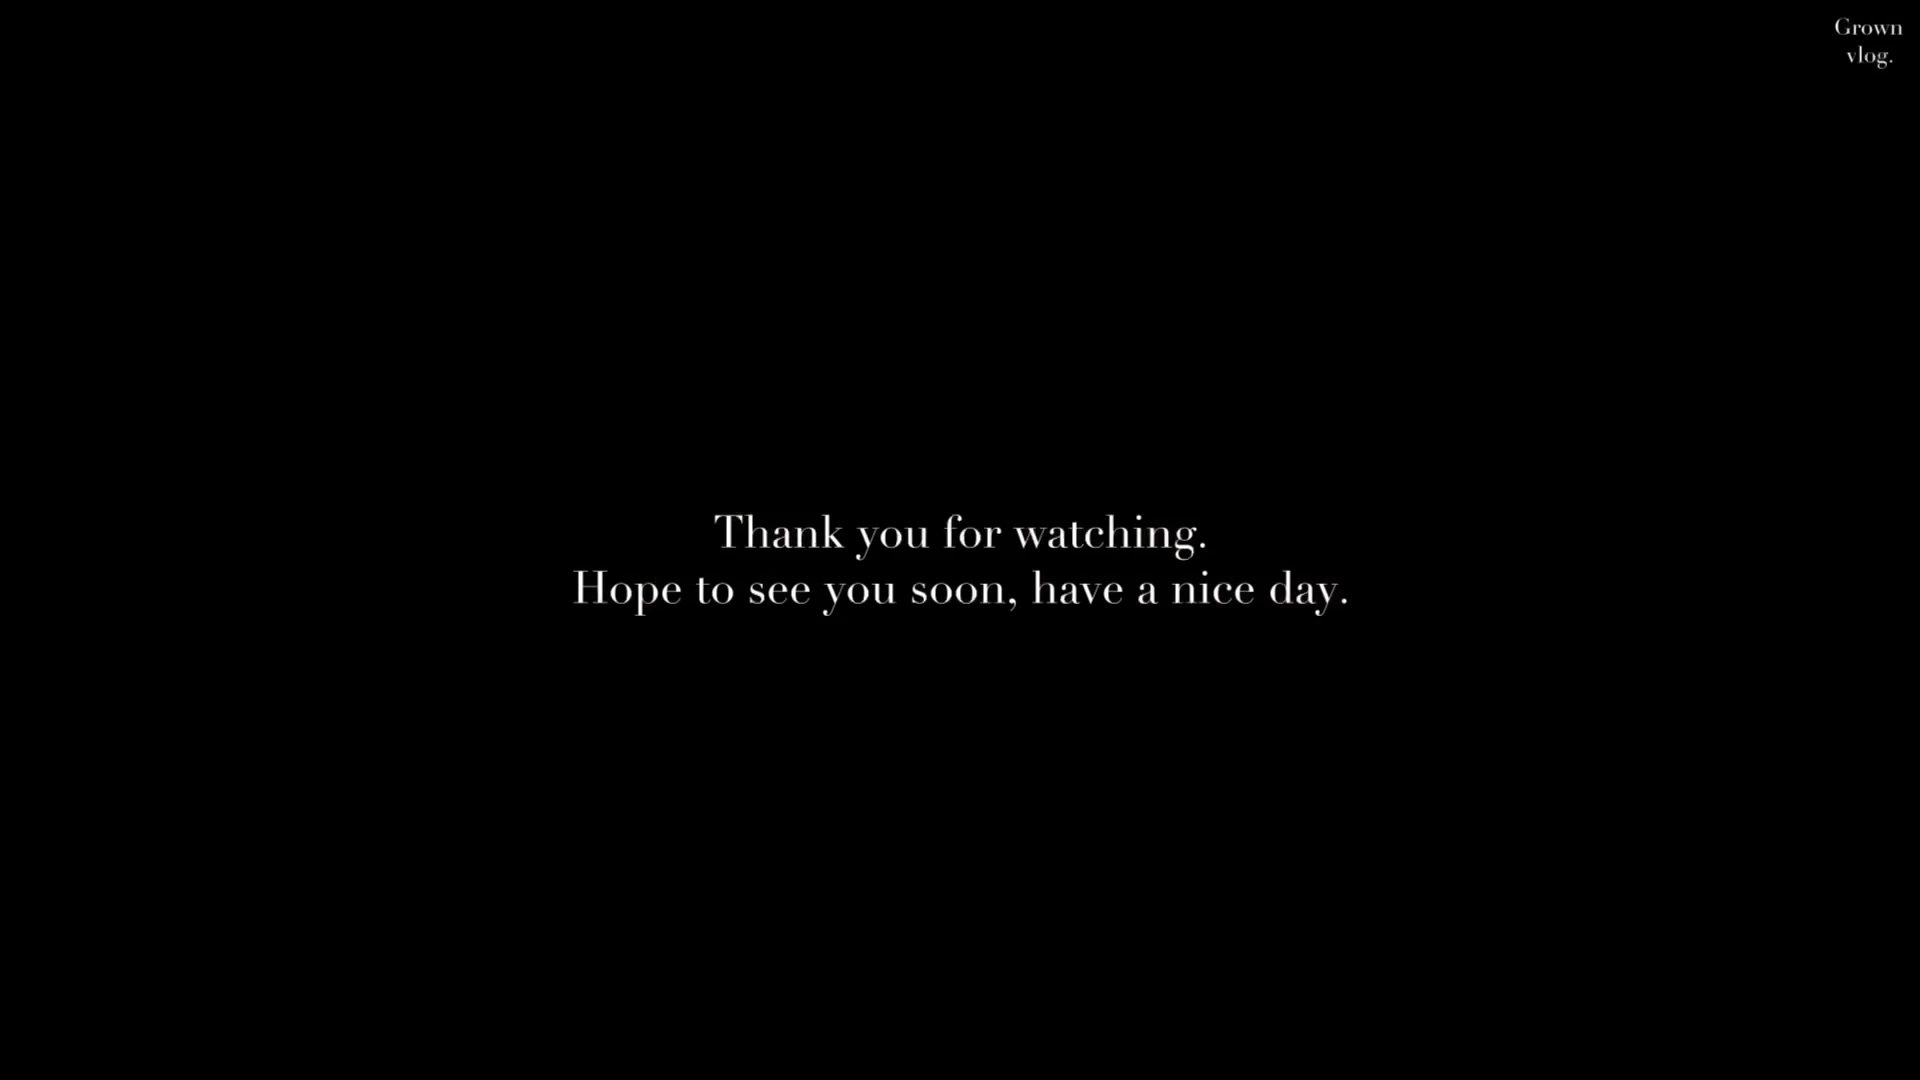 Grown
vlog.
Thank you for watching.
Hope to see you soon, have a nice day.